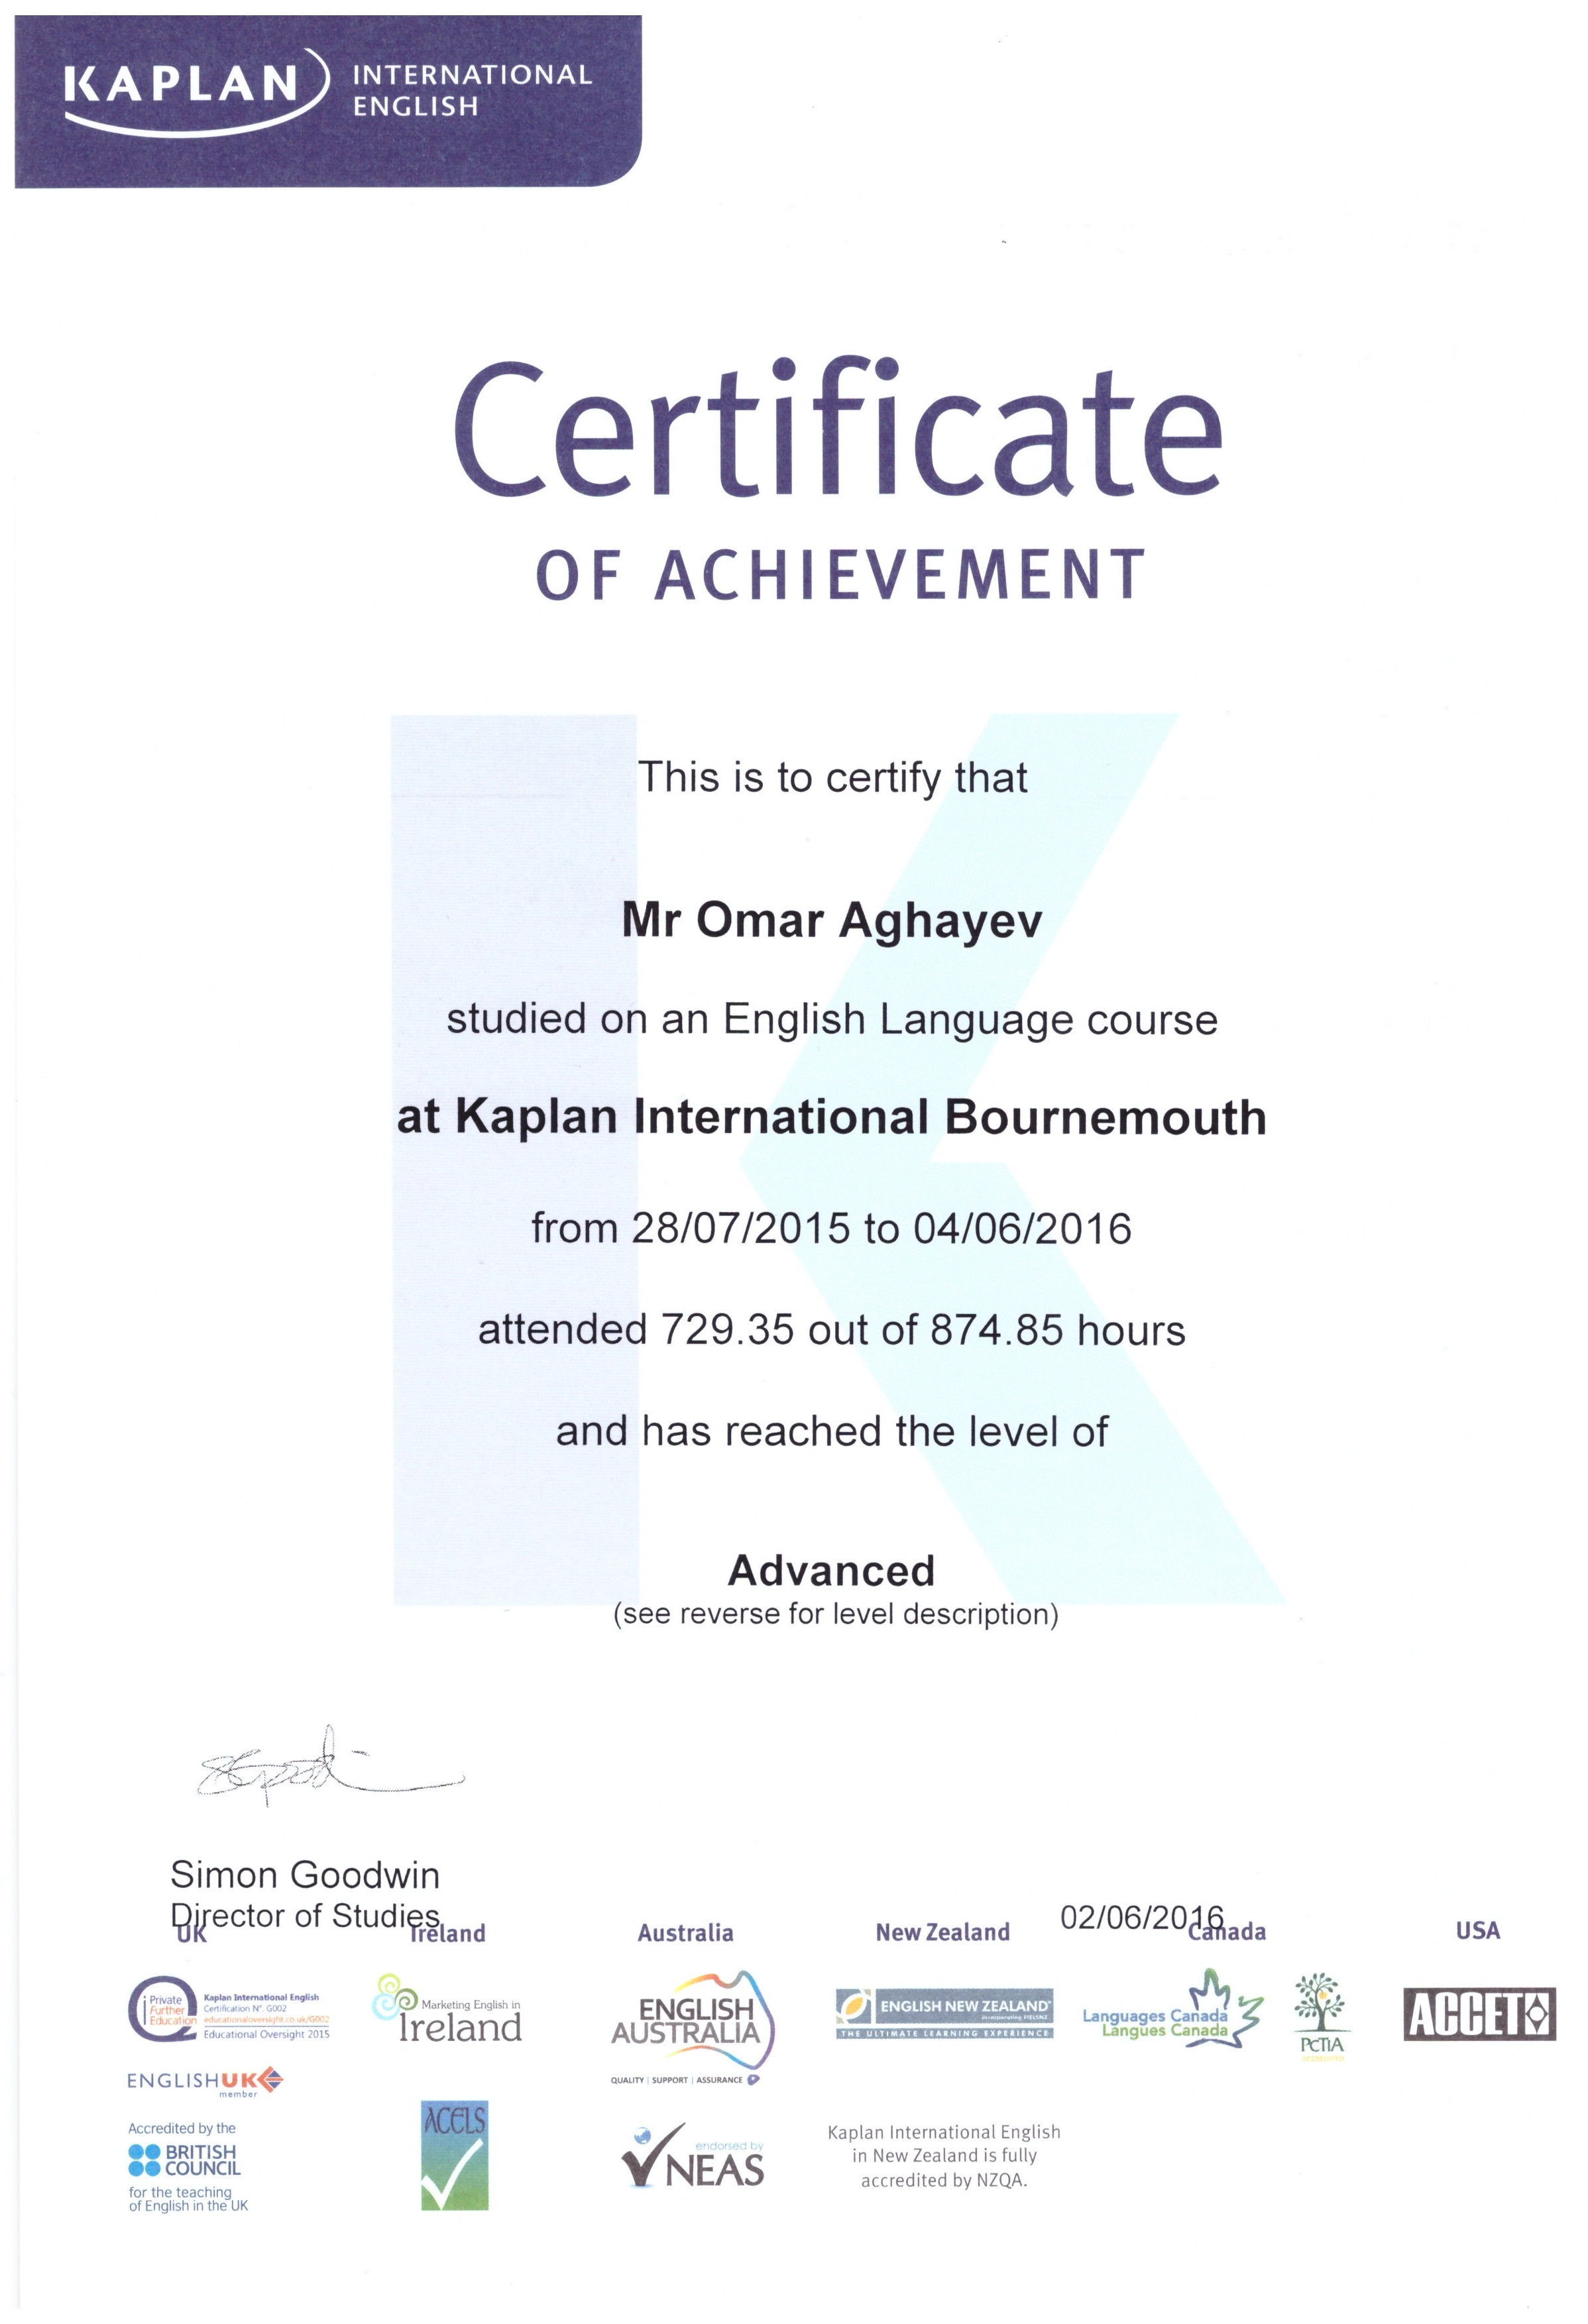 KAPLAN INTERNATIONAL
ENGLISH
Certificate
OF ACHIEVEMENT
This is to certify that
Mr Omar Aghayev
studied on an English Language course
at Kaplan International Bournemouth
from 28/07/2015 to 04/06/2016
attended 729.35 out of 874.85 hours
and has reached the level of
Advanced
(see reverse for level description)
Simon Goodwin
Director of Studies
02/06/2016
UK
Ireland
Australia
New Zealand
Canada
USA
Private
Further
Education
Kaplan International English
Certification Nº. G002
educationaloversight.co.uk/G002
Educational Oversight 2015
ENGLISHUK
member
Accredited by the
BRITISH
COUNCIL
for the teaching
of English in the UK
Marketing English in
Ireland
ACELS
ENGLISH
AUSTRALIA
QUALITY | SUPPORT | ASSURANCE
endorsed by
NEAS
ENGLISH NEW ZEALAND
THE ULTIMATE LEARNING EXPERIENCE
Kaplan International English
in New Zealand is fully
accredited by NZQA.
Languages Canada
Langues Canada
PCTIA
ACCET